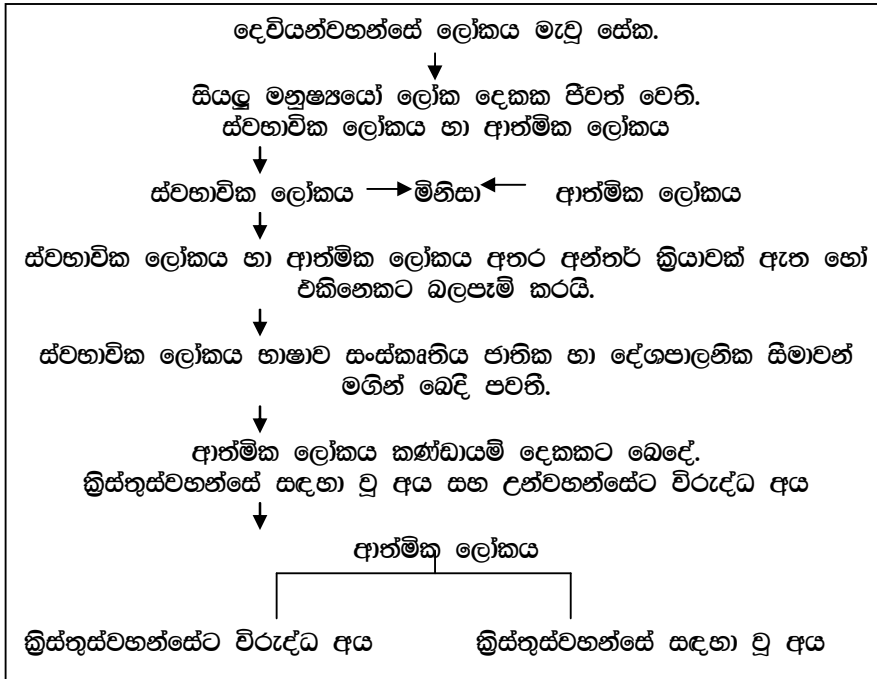 දෙවියන්වහන්සේ ලෝකය මැවූ සේක.
සියලු මනුෂ්‍යයෝ ලෝක දෙකක ජීවත් වෙති.
ස්වභාවික ලෝකය හා ආත්මික ලෝකය
ස්වභාවික ලෝකය මිනිසා ආත්මික ලෝකය
ස්වභාවික ලෝකය හා ආත්මික ලෝකය අතර අන්තර් ක්‍රියාවක් ඇත හෝ
එකිනෙකට බලපෑම් කරයි.
ස්වභාවික ලෝකය භාෂාව සංස්කෘතිය ජාතික හා දේශපාලනික සීමාවන්
මගින් බෙදී පවතී.
ආත්මික ලෝකය කණ්ඩායම් දෙකකට බෙදේ.
ක්‍රිස්තුස්වහන්සේ සඳහා වූ අය සහ උන්වහන්සේට විරුද්ධ අය
ආත්මික ලෝකය
ක්‍රිස්තුස්වහන්සේට විරුද්ධ අය ක්‍රිස්තුස්වහන්සේ සඳහා වූ අය